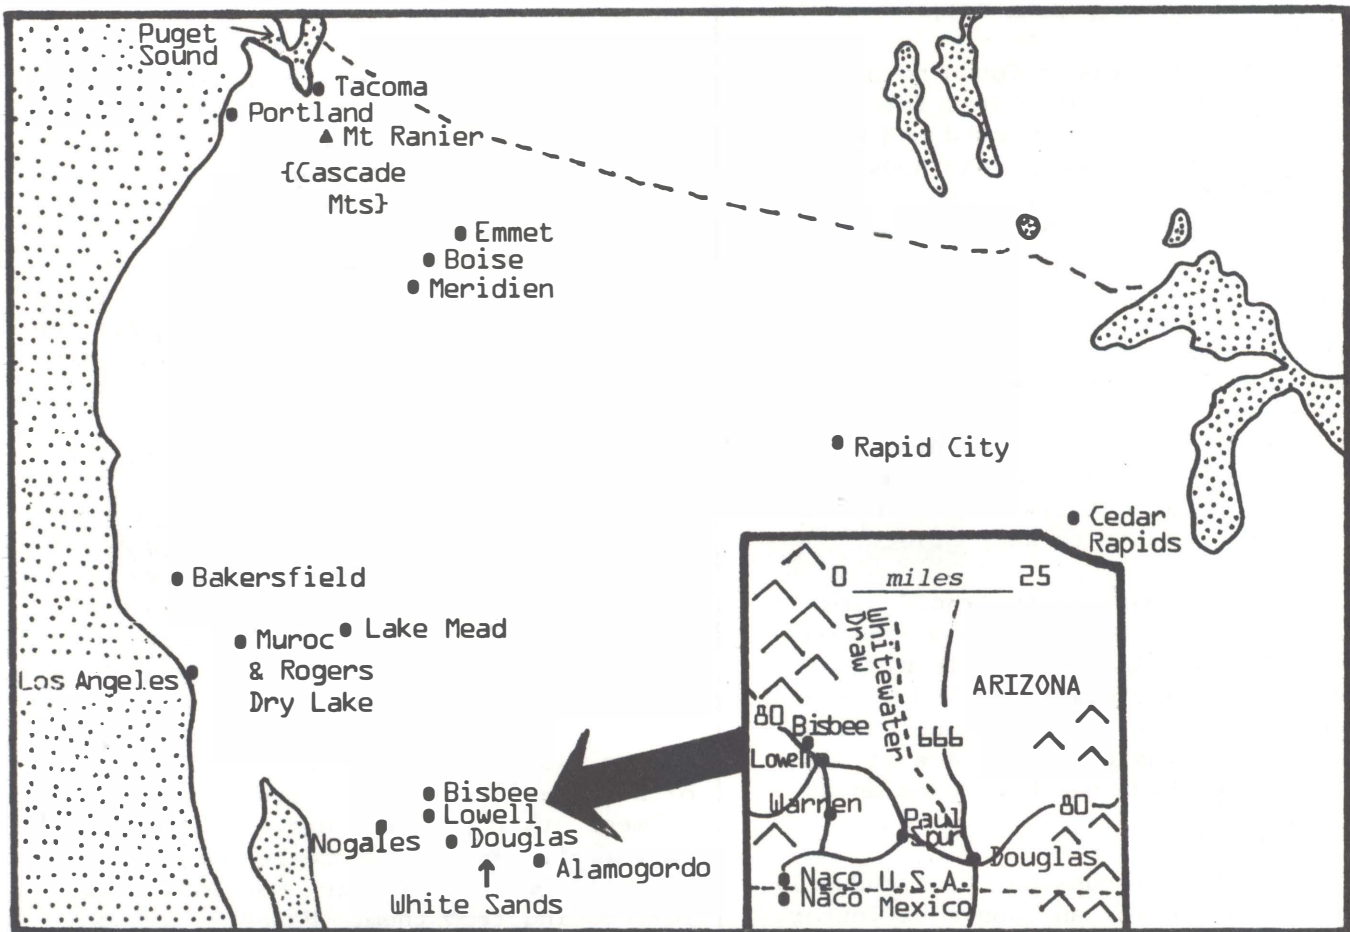 Puget
Sound
Tacoma
Portland
Mt Ranier
{Cascade
Mts}
Emmet
Boise
Meridien
Rapid City
Cedar
Rapids
Bakersfield
Lake Mead
Muroc
& Rogers
Dry Lake
Los Angeles
Bisbee
Lowell
Nogales
Douglas
Alamogordo
White Sands
0 miles 25
Whitewater
Draw
ARIZONA
80
Bisbee
666
Lowell
Warren
80
Paul
Spur
Douglas
Naco U.S.A.
Naco Mexico